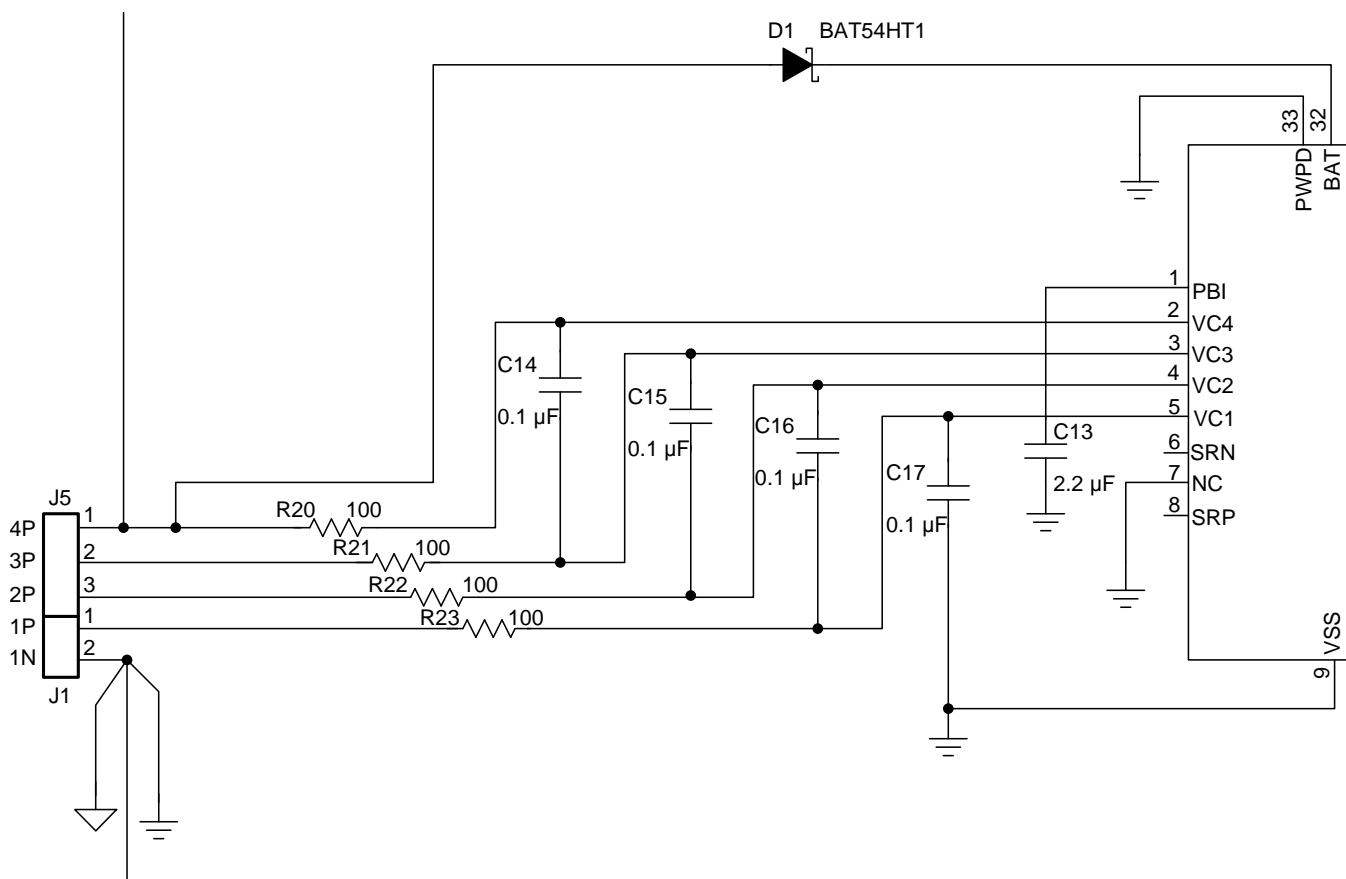 D1 BAT54HT1
33
32
PWPD
BAT
1 PBI
2 VC4
3 VC3
C14
4 VC2
C15
0.1 µF
5 VC1
C16
C13
0.1 µF
6 SRN
C17
0.1 µF
7 NC
2.2 µF
J5
R20 100
0.1 µF
8 SRP
4P 1
R21 100
3P 2
R22 100
2P 3
R23 100
1P 1
1N 2
VSS
9
J1